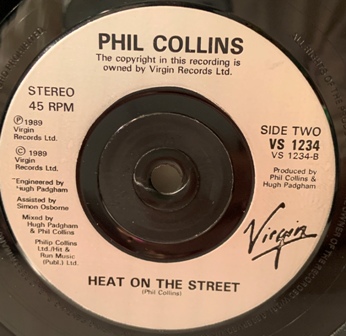 PHIL COLLINS
The copyright in this recording is
owned by Virgin Records Ltd.
STEREO
45 RPM
Ⓟ1989
Virgin
Records Ltd.
© 1989
Virgin
Records Ltd.
Engineered by
Hugh Padgham
Assisted by
Simon Osborne
Mixed by
Hugh Padgham
& Phil Collins
Philip Collins
Ltd./Hit &
Run Music
(Publ.) Ltd.
SIDE TWO
VS 1234
VS 1234-B
Produced by
Phil Collins &
Hugh Padgham
Virgin
HEAT ON THE STREET
(Phil Collins)